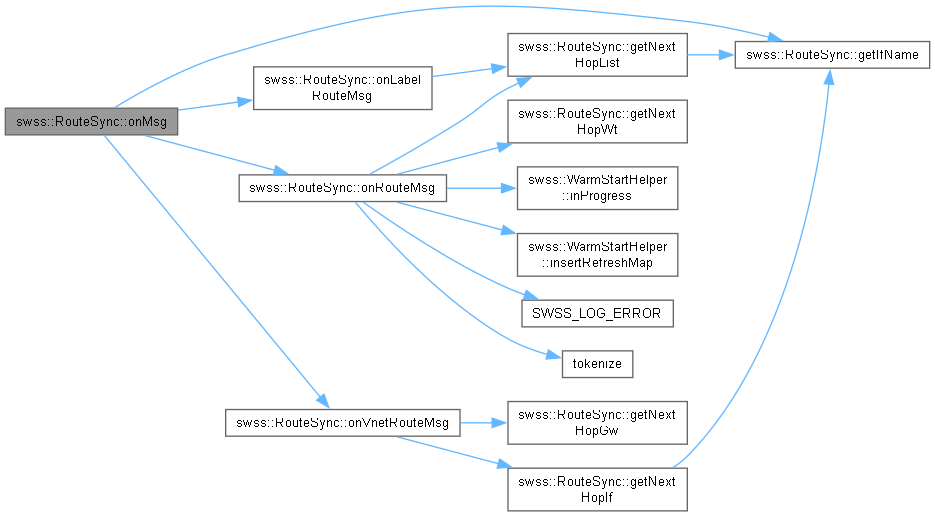 swss::RouteSync::onMsg
swss::RouteSync::onLabel
RouteMsg
swss::RouteSync::onRouteMsg
swss::RouteSync::onVnetRouteMsg
swss::RouteSync::getNext
HopList
swss::RouteSync::getNext
HopWt
swss::WarmStartHelper
::inProgress
swss::WarmStartHelper
::insertRefreshMap
SWSS_LOG_ERROR
tokenize
swss::RouteSync::getNext
HopGw
swss::RouteSync::getNext
HopIf
swss::RouteSync::getIfName